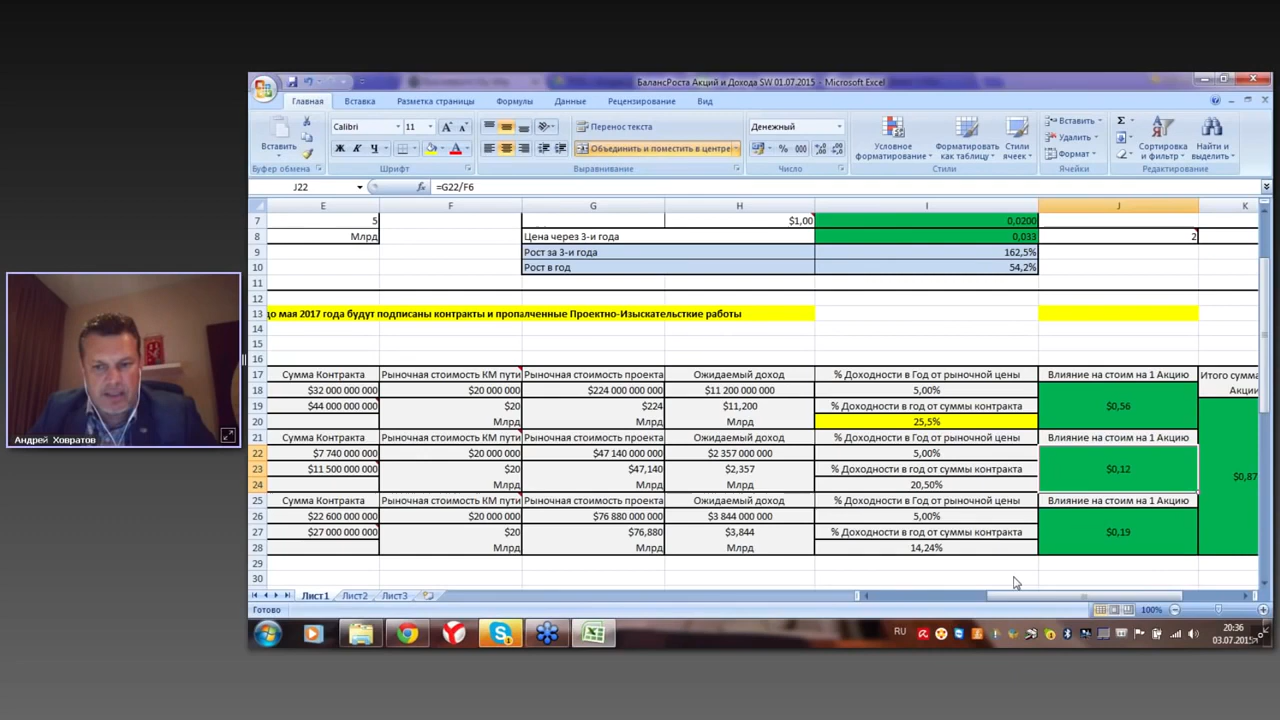 БалансРоста Акций и Дохода SW 01.07.2015 - Microsoft Excel
Главная Вставка Разметка страницы Формулы Данные Рецензирование Вид
Вставить
Calibri 11
Ж К Ч
Перенос текста
Объединить и поместить в центре
Денежный
% 000
Условное форматирование
Форматировать как таблицу
Стили ячеек
Вставить
Удалить
Формат
Сортировка и фильтр
Найти и выделить
Буфер обмена Шрифт Выравнивание Число Стили Ячейки Редактирование
J22 fx =G22/F6
E F G H I J K
7 5 $1,00 0,0200
8 Млрд Цена через 3-и года 0,033 2
9 Рост за 3-и года 162,5%
10 Рост в год 54,2%
11
12
13 до мая 2017 года будут подписаны контракты и пропалченные Проектно-Изыскательсткие работы
14
15
16
17 Сумма Контракта Рыночная стоимость КМ пути Рыночная стоимость проекта Ожидаемый доход % Доходности в Год от рыночной цены Влияние на стоим на 1 Акцию Итого сумма
18 $32 000 000 000 $20 000 000 $224 000 000 000 $11 200 000 000 5,00% Акции
19 $44 000 000 000 $20 $224 $11,200 % Доходности в год от суммы контракта $0,56
20 Млрд Млрд Млрд 25,5%
21 Сумма Контракта Рыночная стоимость КМ пути Рыночная стоимость проекта Ожидаемый доход % Доходности в Год от рыночной цены Влияние на стоим на 1 Акцию
22 $7 740 000 000 $20 000 000 $47 140 000 000 $2 357 000 000 5,00%
23 $11 500 000 000 $20 $47,140 $2,357 % Доходности в год от суммы контракта $0,12 $0,87
24 Млрд Млрд Млрд 20,50%
25 Сумма Контракта Рыночная стоимость КМ пути Рыночная стоимость проекта Ожидаемый доход % Доходности в Год от рыночной цены Влияние на стоим на 1 Акцию
26 $22 600 000 000 $20 000 000 $76 880 000 000 $3 844 000 000 5,00%
27 $27 000 000 000 $20 $76,880 $3,844 % Доходности в год от суммы контракта $0,19
28 Млрд Млрд Млрд 14,24%
29
30
Лист1 Лист2 Лист3
Готово 100%
RU 20:36
03.07.2015
Андрей Ховратов